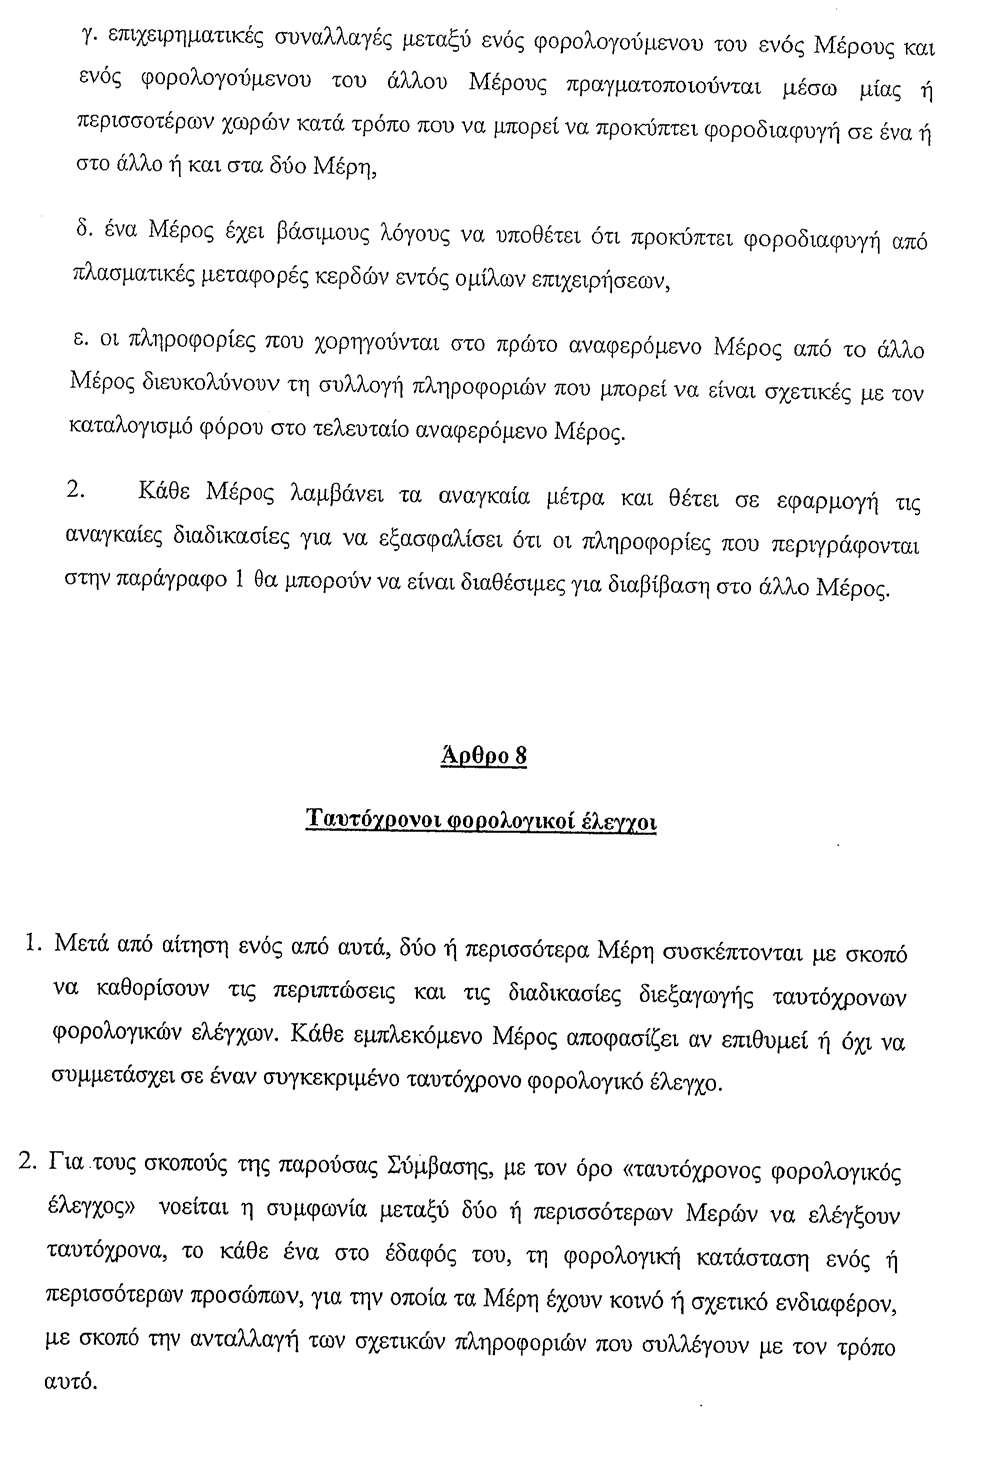 γ. επιχειρηματικές συναλλαγές μεταξύ ενός φορολογούμενου του ενός Μέρους και
ενός φορολογούμενου του άλλου Μέρους πραγματοποιούνται μέσω μίας ή
περισσοτέρων χωρών κατά τρόπο που να μπορεί να προκύπτει φοροδιαφυγή σε ένα ή
στο άλλο ή και στα δύο Μέρη,
δ. ένα Μέρος έχει βάσιμους λόγους να υποθέτει ότι προκύπτει φοροδιαφυγή από
πλασματικές μεταφορές κερδών εντός ομίλων επιχειρήσεων,
ε. οι πληροφορίες που χορηγούνται στο πρώτο αναφερόμενο Μέρος από το άλλο
Μέρος διευκολύνουν τη συλλογή πληροφοριών που μπορεί να είναι σχετικές με τον
καταλογισμό φόρου στο τελευταίο αναφερόμενο Μέρος.
2. Κάθε Μέρος λαμβάνει τα αναγκαία μέτρα και θέτει σε εφαρμογή τις
αναγκαίες διαδικασίες για να εξασφαλίσει ότι οι πληροφορίες που περιγράφονται
στην παράγραφο 1 θα μπορούν να είναι διαθέσιμες για διαβίβαση στο άλλο Μέρος.
Άρθρο 8
Ταυτόχρονοι φορολογικοί έλεγχοι
1. Μετά από αίτηση ενός από αυτά, δύο ή περισσότερα Μέρη συσκέπτονται με σκοπό
να καθορίσουν τις περιπτώσεις και τις διαδικασίες διεξαγωγής ταυτόχρονων
φορολογικών ελέγχων. Κάθε εμπλεκόμενο Μέρος αποφασίζει αν επιθυμεί ή όχι να
συμμετάσχει σε έναν συγκεκριμένο ταυτόχρονο φορολογικό έλεγχο.
2. Για τους σκοπούς της παρούσας Σύμβασης, με τον όρο «ταυτόχρονος φορολογικός
έλεγχος» νοείται η συμφωνία μεταξύ δύο ή περισσότερων Μερών να ελέγξουν
ταυτόχρονα, το κάθε ένα στο έδαφός του, τη φορολογική κατάσταση ενός ή
περισσότερων προσώπων, για την οποία τα Μέρη έχουν κοινό ή σχετικό ενδιαφέρον,
με σκοπό την ανταλλαγή των σχετικών πληροφοριών που συλλέγουν με τον τρόπο
αυτό.